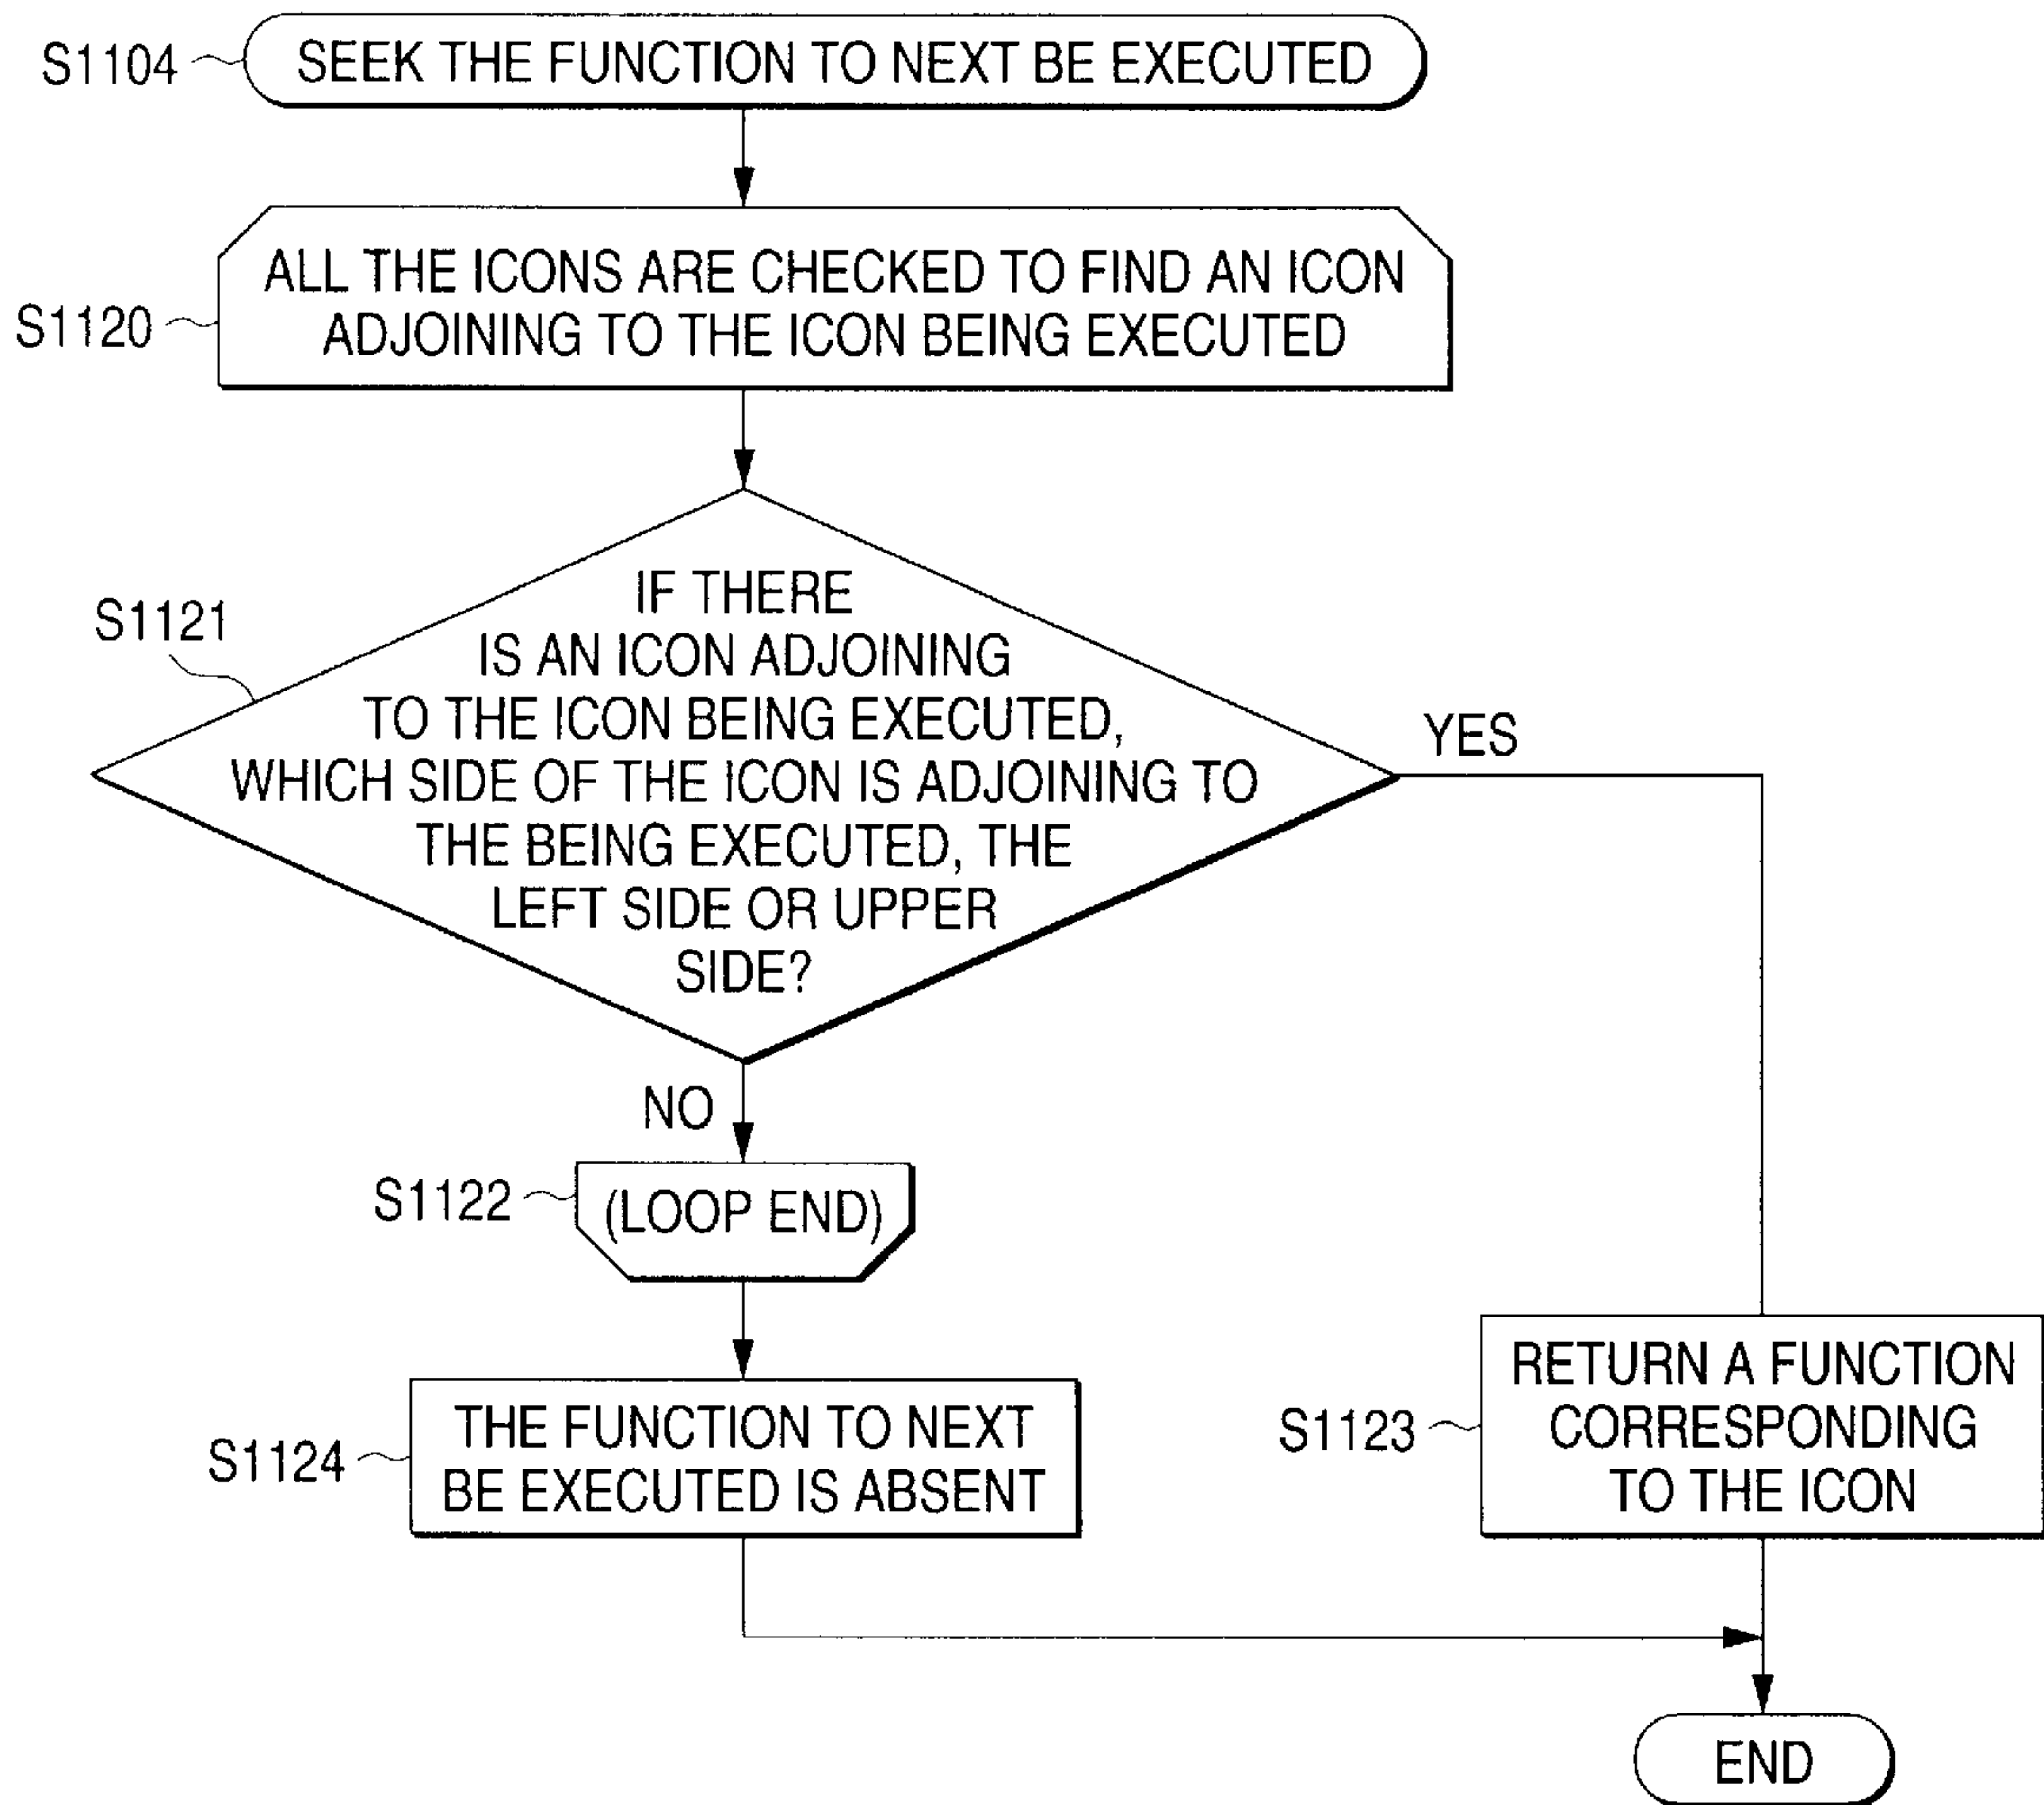 S1104
SEEK THE FUNCTION TO NEXT BE EXECUTED
S1120
ALL THE ICONS ARE CHECKED TO FIND AN ICON
ADJOINING TO THE ICON BEING EXECUTED
S1121
IF THERE
IS AN ICON ADJOINING
TO THE ICON BEING EXECUTED,
WHICH SIDE OF THE ICON IS ADJOINING TO
THE BEING EXECUTED, THE
LEFT SIDE OR UPPER
SIDE?
YES
NO
S1122
(LOOP END)
S1124
THE FUNCTION TO NEXT
BE EXECUTED IS ABSENT
S1123
RETURN A FUNCTION
CORRESPONDING
TO THE ICON
END